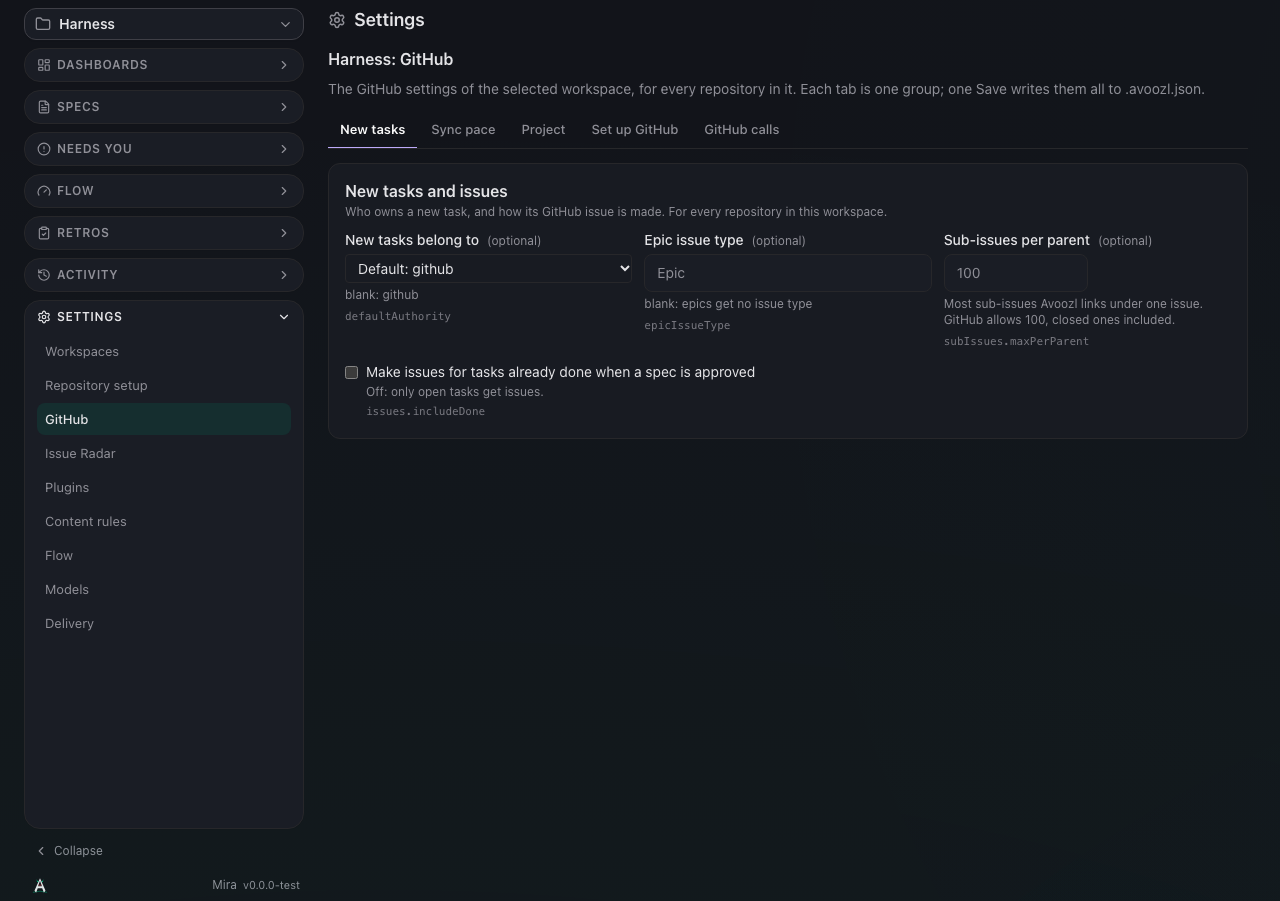 Harness
DASHBOARDS
SPECS
NEEDS YOU
FLOW
RETROS
ACTIVITY
SETTINGS
Workspaces
Repository setup
GitHub
Issue Radar
Plugins
Content rules
Flow
Models
Delivery
Collapse
A
Mira v0.0.0-test
Settings
Harness: GitHub
The GitHub settings of the selected workspace, for every repository in it. Each tab is one group; one Save writes them all to .avoozl.json.
New tasks Sync pace Project Set up GitHub GitHub calls
New tasks and issues
Who owns a new task, and how its GitHub issue is made. For every repository in this workspace.
New tasks belong to (optional)
Default: github
blank: github
defaultAuthority
Epic issue type (optional)
Epic
blank: epics get no issue type
epicIssueType
Sub-issues per parent (optional)
100
Most sub-issues Avoozl links under one issue.
GitHub allows 100, closed ones included.
subIssues.maxPerParent
Make issues for tasks already done when a spec is approved
Off: only open tasks get issues.
issues.includeDone